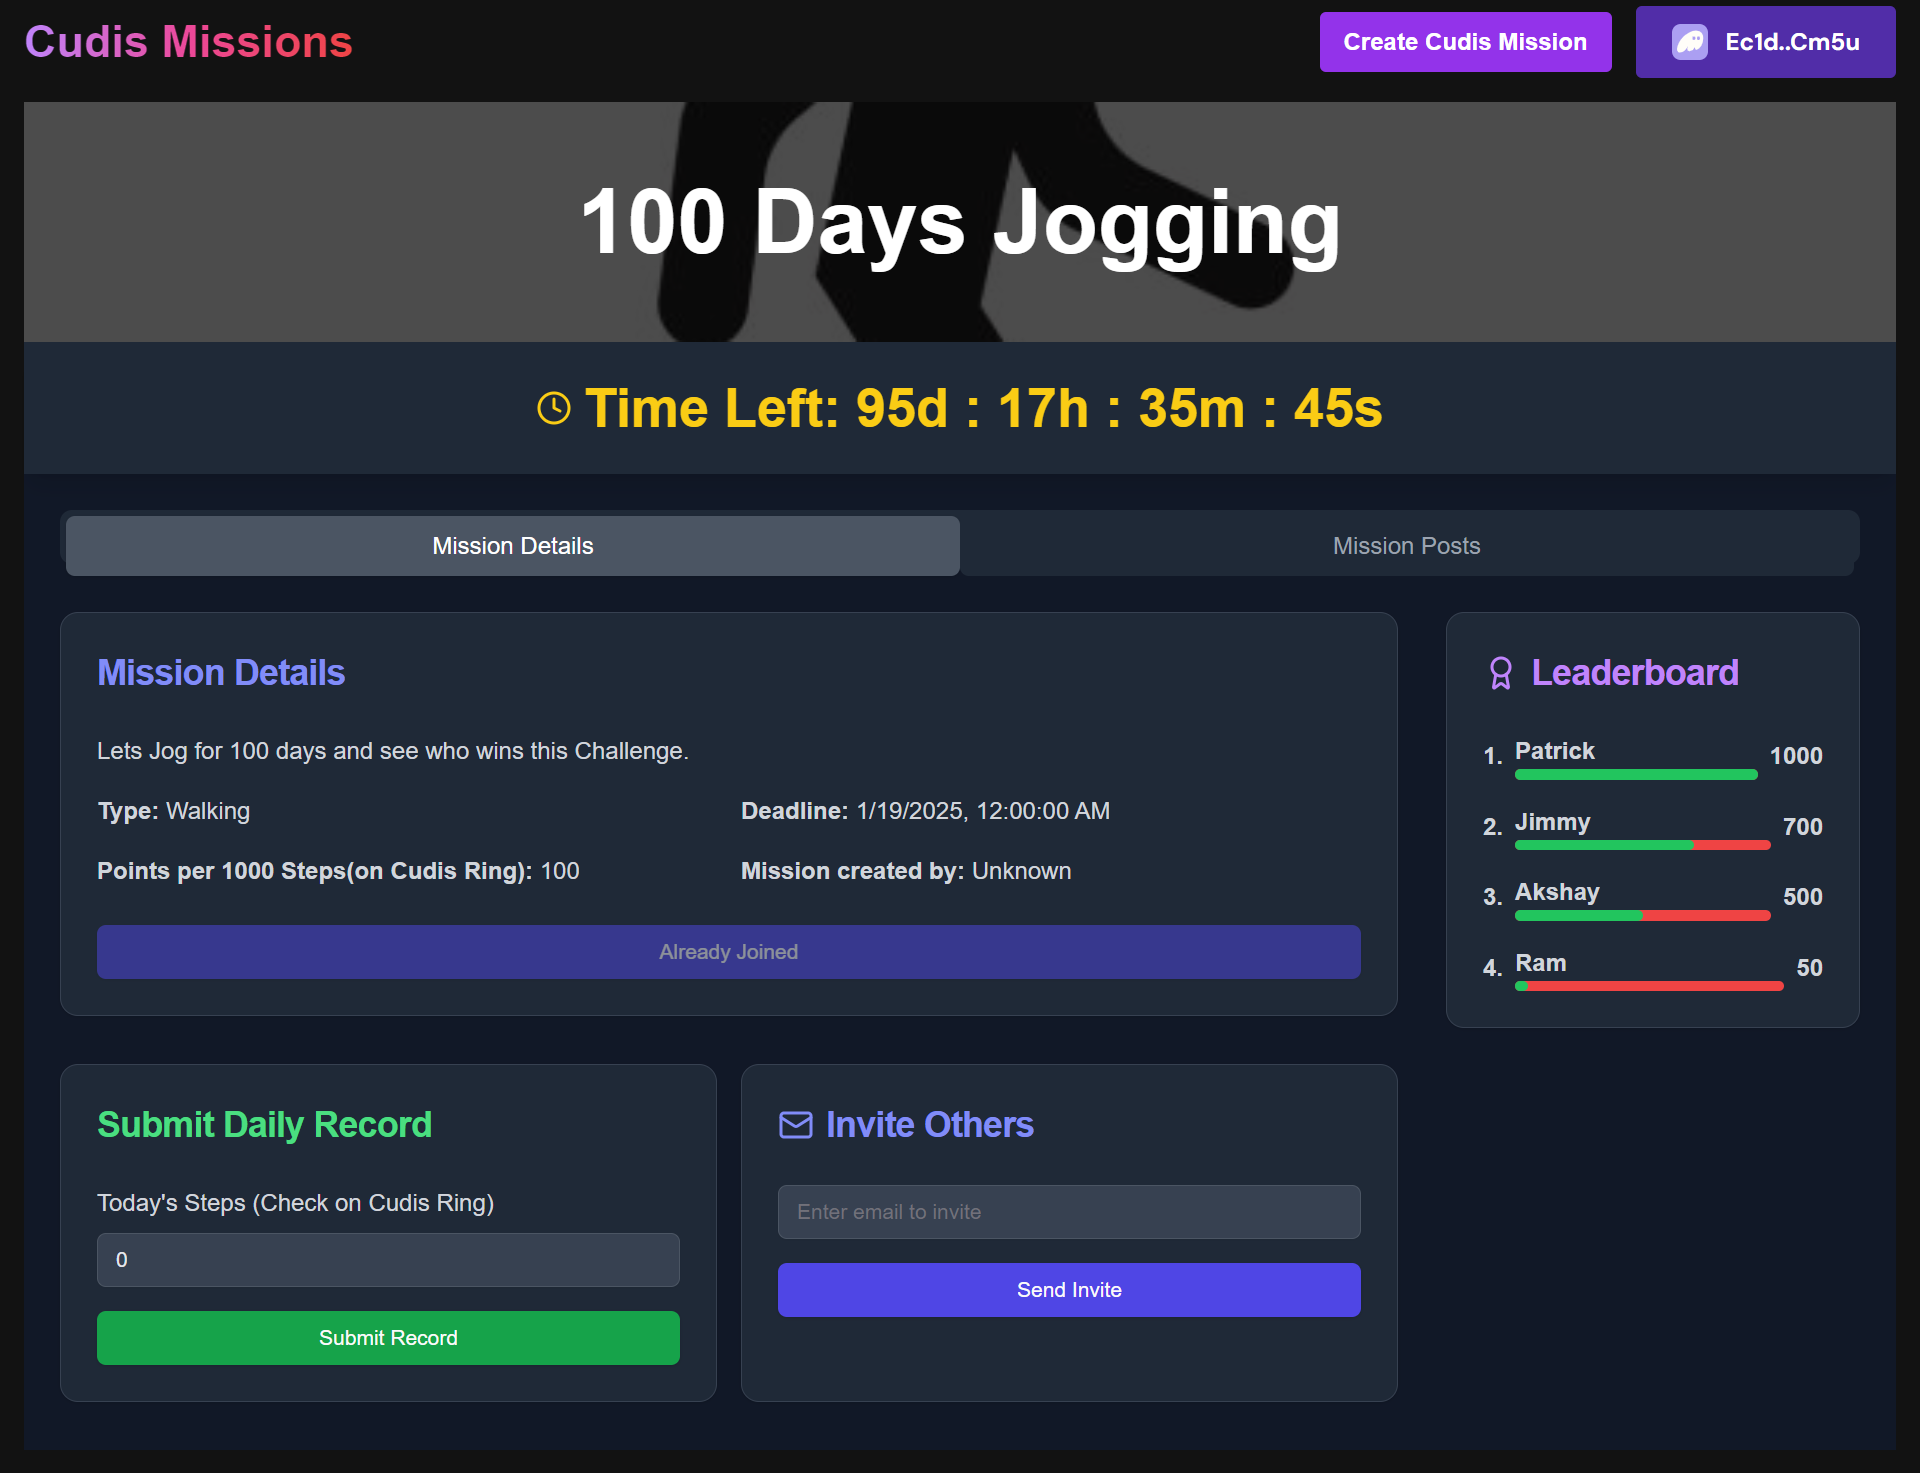 Cudis Missions
Create Cudis Mission
Ec1d..Cm5u
100 Days Jogging
Time Left: 95d : 17h : 35m : 45s
Mission Details
Mission Posts
Mission Details
Lets Jog for 100 days and see who wins this Challenge.
Type: Walking
Deadline: 1/19/2025, 12:00:00 AM
Points per 1000 Steps(on Cudis Ring): 100
Mission created by: Unknown
Already Joined
Leaderboard
1. Patrick 1000
2. Jimmy 700
3. Akshay 500
4. Ram 50
Submit Daily Record
Today's Steps (Check on Cudis Ring)
0
Submit Record
Invite Others
Enter email to invite
Send Invite